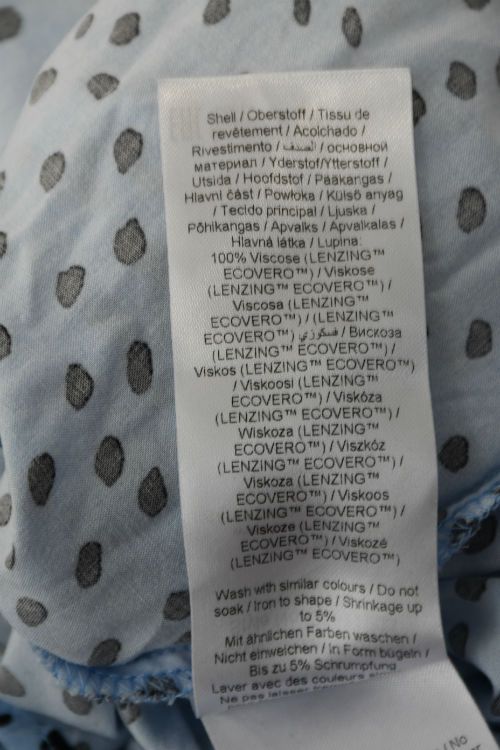 Shell / Oberstoff / Tissu de
revêtement / Acolchado /
Rivestimento / الصدف / основной
материал / Yderstof/Ytterstoff /
Utsida / Hoofdstof / Pääkangas /
Hlavní část / Powłoka / Külső anyag
/ Tecido principal / Ljuska /
Põhikangas / Apvalks / Apvalkalas /
Hlavná látka / Lupina:
100% Viscose (LENZING™
ECOVERO™) / Viskose
(LENZING™ ECOVERO™) /
Viscosa (LENZING™
ECOVERO™) / (LENZING™
ECOVERO™) فسكوزي / Вискоза
(LENZING™ ECOVERO™) /
Viskos (LENZING™ ECOVERO™)
/ Viskoosi (LENZING™
ECOVERO™) / Viskóza
(LENZING™ ECOVERO™) /
Wiskoza (LENZING™
ECOVERO™) / Viszkóz
(LENZING™ ECOVERO™) /
Viskoza (LENZING™
ECOVERO™) / Viskoos
(LENZING™ ECOVERO™) /
Viskoze (LENZING™
ECOVERO™) / Viskozė
(LENZING™ ECOVERO™)
Wash with similar colours / Do not
soak / Iron to shape / Shrinkage up
to 5%
Mit ähnlichen Farben waschen /
Nicht einweichen / in Form bügeln /
Bis zu 5% Schrumpfung
Laver avec des couleurs
Ne pas laisser
/ No